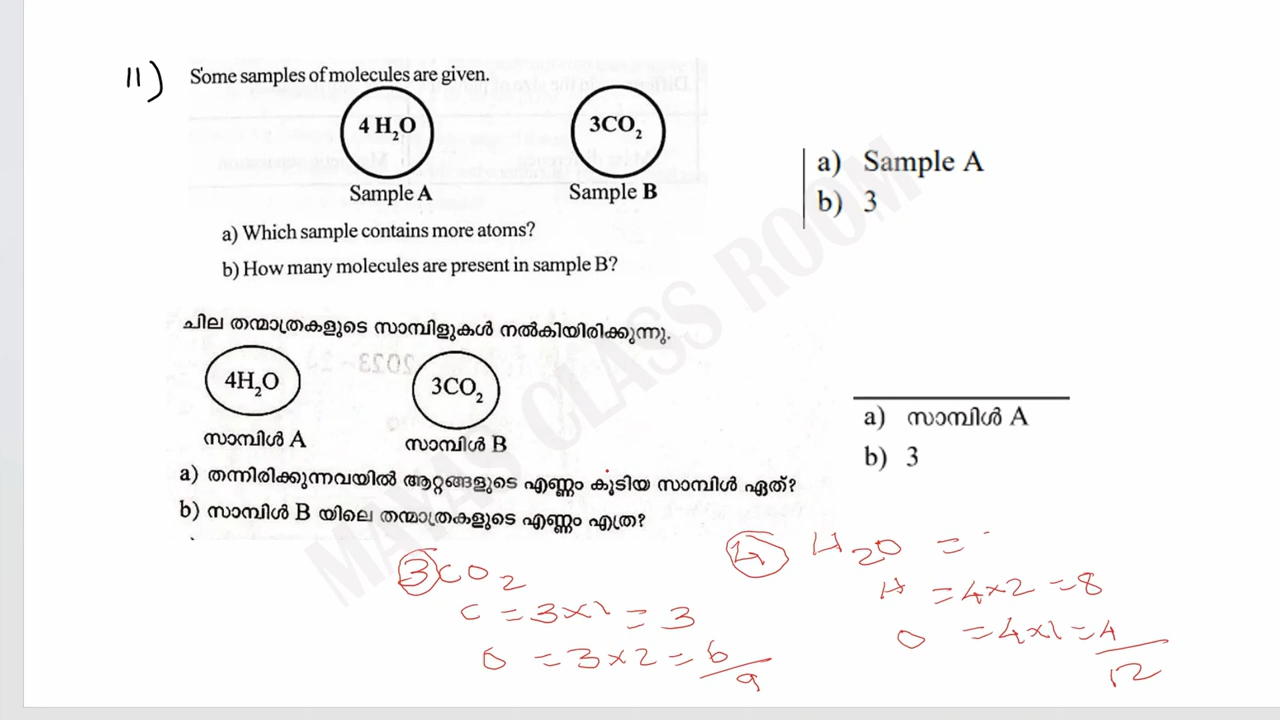 11)
Some samples of molecules are given.
4 H₂O
3CO₂
Sample A
Sample B
a) Which sample contains more atoms?
b) How many molecules are present in sample B?
a) Sample A
b) 3
ചില തന്മാത്രകളുടെ സാമ്പിളുകൾ നൽകിയിരിക്കുന്നു.
4H₂O
3CO₂
സാമ്പിൾ A
സാമ്പിൾ B
a) തന്നിരിക്കുന്നവയിൽ ആറ്റങ്ങളുടെ എണ്ണം കൂടിയ സാമ്പിൾ ഏത്?
b) സാമ്പിൾ B യിലെ തന്മാത്രകളുടെ എണ്ണം എത്ര?
a) സാമ്പിൾ A
b) 3
3CO₂
C = 3×1 = 3
O = 3×2 = 6
9
4 H₂O =
H = 4×2 = 8
O = 4×1 = 4
12
MAYAS CLASS ROOM